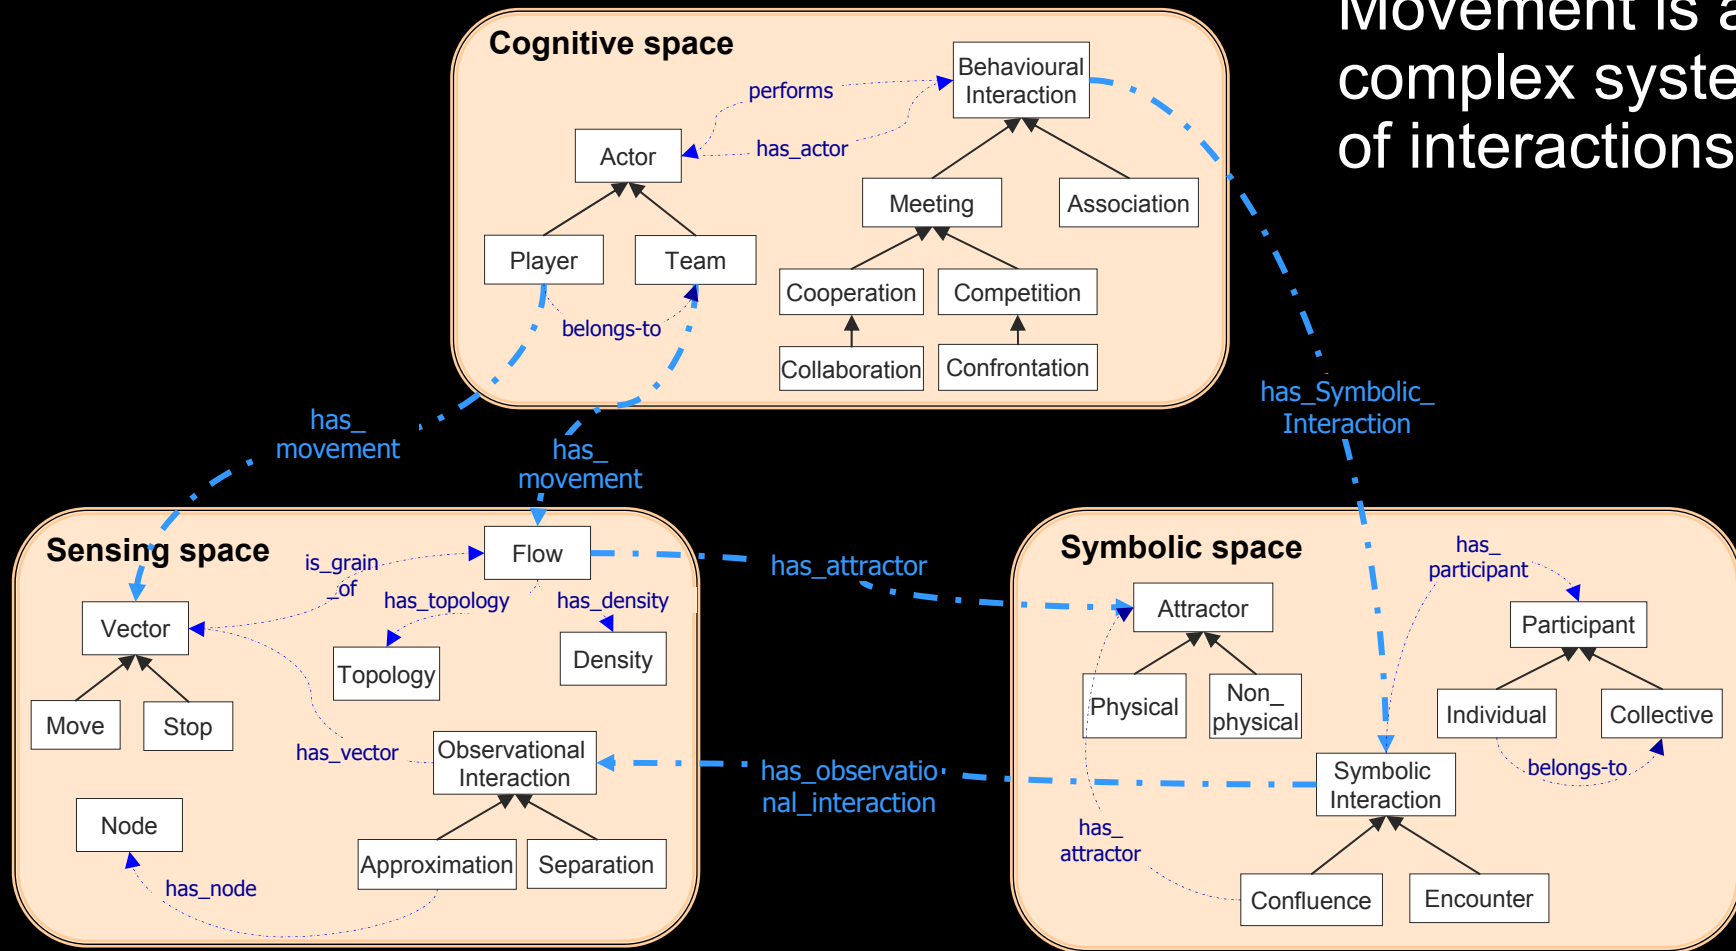 Movement is a
complex syste
of interactions
Cognitive space
Behavioural
Interaction
performs
has_actor
Actor
Meeting
Association
Player
Team
Cooperation
Competition
belongs-to
Collaboration
Confrontation
has_
movement
has_
movement
has_Symbolic_
Interaction
Sensing space
Flow
is_grain
_of
has_topology
has_density
Vector
Topology
Density
Move
Stop
has_vector
Observational
Interaction
Node
Approximation
Separation
has_node
has_attractor
has_observatio
nal_interaction
Symbolic space
has_
participant
Attractor
Participant
Physical
Non_
physical
Individual
Collective
belongs-to
Symbolic
Interaction
has_
attractor
Confluence
Encounter